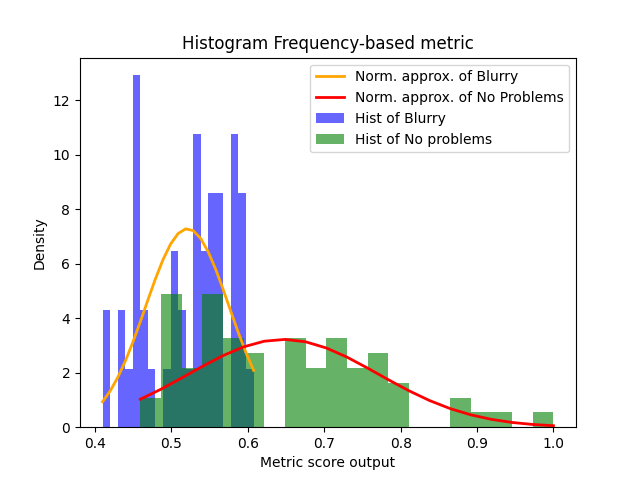 Histogram Frequency-based metric
Norm. approx. of Blurry
Norm. approx. of No Problems
Hist of Blurry
Hist of No problems
12
10
8
6
4
2
0
Density
0.4 0.5 0.6 0.7 0.8 0.9 1.0
Metric score output